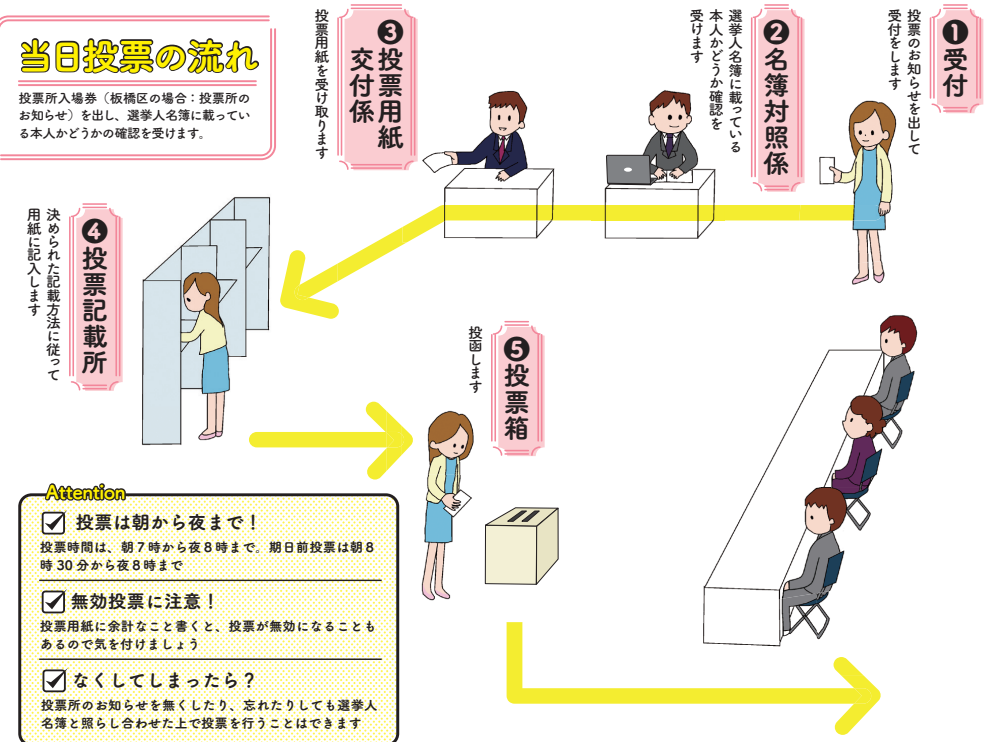 当日投票の流れ
投票所入場券（板橋区の場合：投票所の
お知らせ）を出し、選挙人名簿に載ってい
る本人かどうかの確認を受けます。
❶受付
投票のお知らせを出して
受付をします
❷名簿対照係
選挙人名簿に載っている
本人かどうか確認を
受けます
❸投票用紙
交付係
投票用紙を受け取ります
❹投票記載所
決められた記載方法に従って
用紙に記入します
❺投票箱
投函します
Attention
投票は朝から夜まで！
投票時間は、朝７時から夜８時まで。期日前投票は朝８
時 30 分から夜８時まで
無効投票に注意！
投票用紙に余計なこと書くと、投票が無効になることも
あるので気を付けましょう
なくしてしまったら？
投票所のお知らせを無くしたり、忘れたりしても選挙人
名簿と照らし合わせた上で投票を行うことはできます